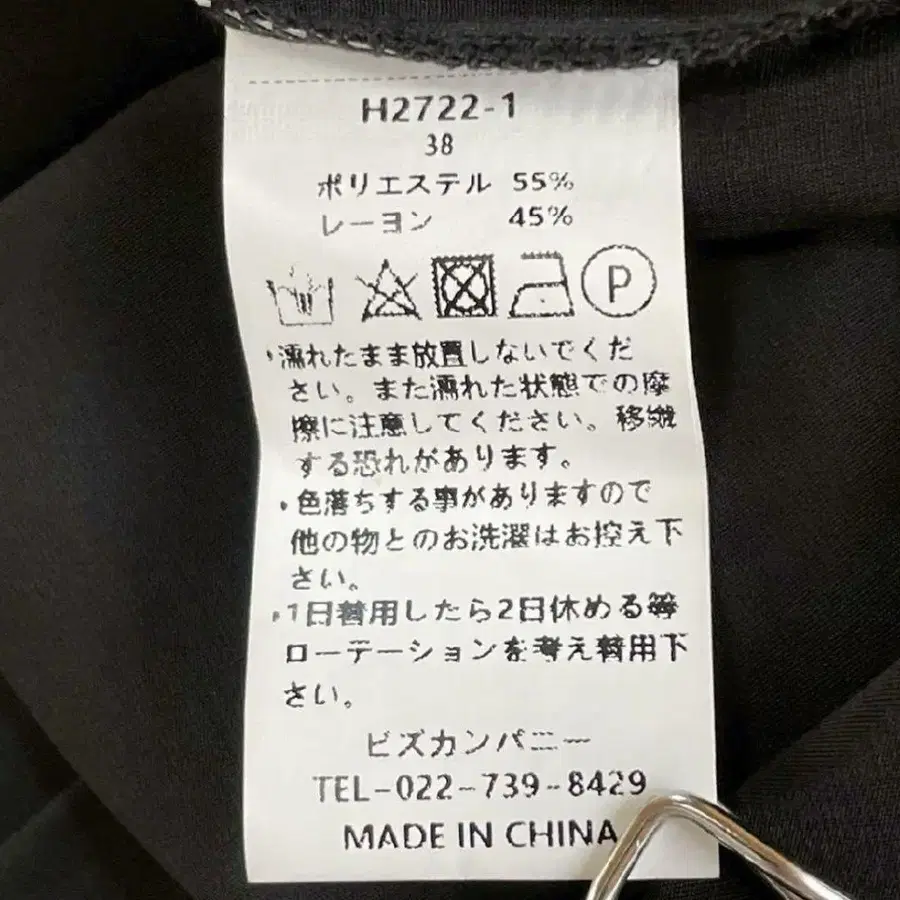 H2722-1
38
ポリエステル 55%
レーヨン 45%
P
・濡れたまま放置しないでくだ
さい。また濡れた状態での摩
擦に注意してください。移
する恐れがあります。
・色落ちする事がありますので
他の物とのお洗濯はお控え下
さい。
・1日着用したら2日休める等
ローテーションを考え着用下
さい。
ビズカンパニー
TEL-022-739-8429
MADE IN CHINA